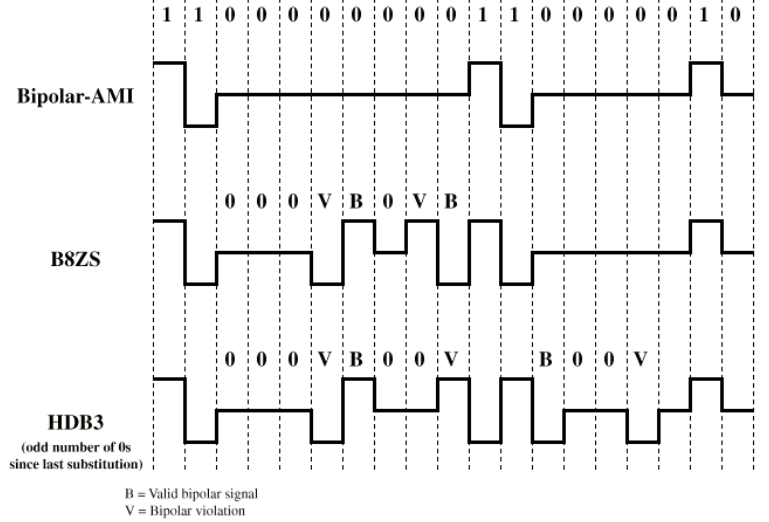 1 1 0 0 0 0 0 0 0 0 1 1 0 0 0 0 0 1 0
Bipolar-AMI
0 0 0 V B 0 V B
B8ZS
0 0 0 V B 0 0 V B 0 0 V
HDB3
(odd number of 0s
since last substitution)
B = Valid bipolar signal
V = Bipolar violation